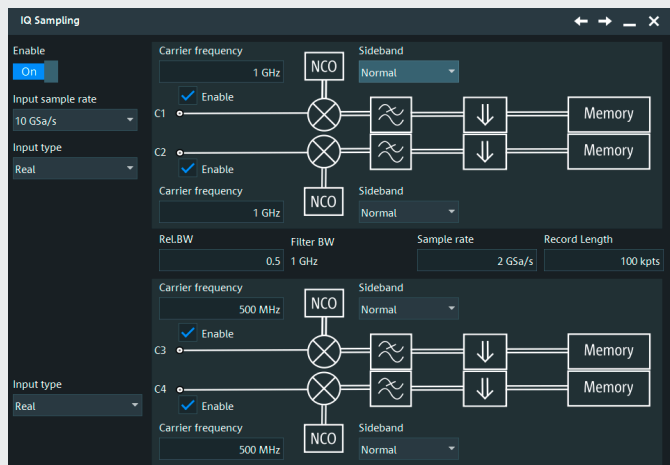 IQ Sampling
Enable
On
Input sample rate
10 GSa/s
Input type
Real
Carrier frequency
1 GHz
NCO
Sideband
Normal
Enable
C1
Memory
C2
Memory
Enable
Carrier frequency
1 GHz
NCO
Sideband
Normal
Rel.BW
0.5
Filter BW
1 GHz
Sample rate
2 GSa/s
Record Length
100 kpts
Carrier frequency
500 MHz
NCO
Sideband
Normal
Enable
C3
Memory
Input type
Real
C4
Memory
Enable
Carrier frequency
500 MHz
NCO
Sideband
Normal